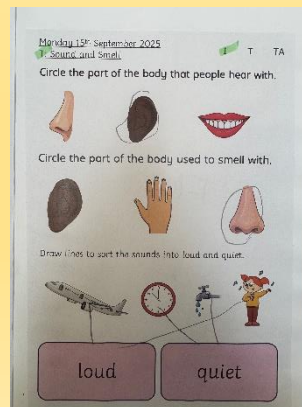 Monday 15th September 2025
I T TA
1. Sound and Smell
Circle the part of the body that people hear with.
Circle the part of the body used to smell with.
Draw lines to sort the sounds into loud and quiet.
loud quiet